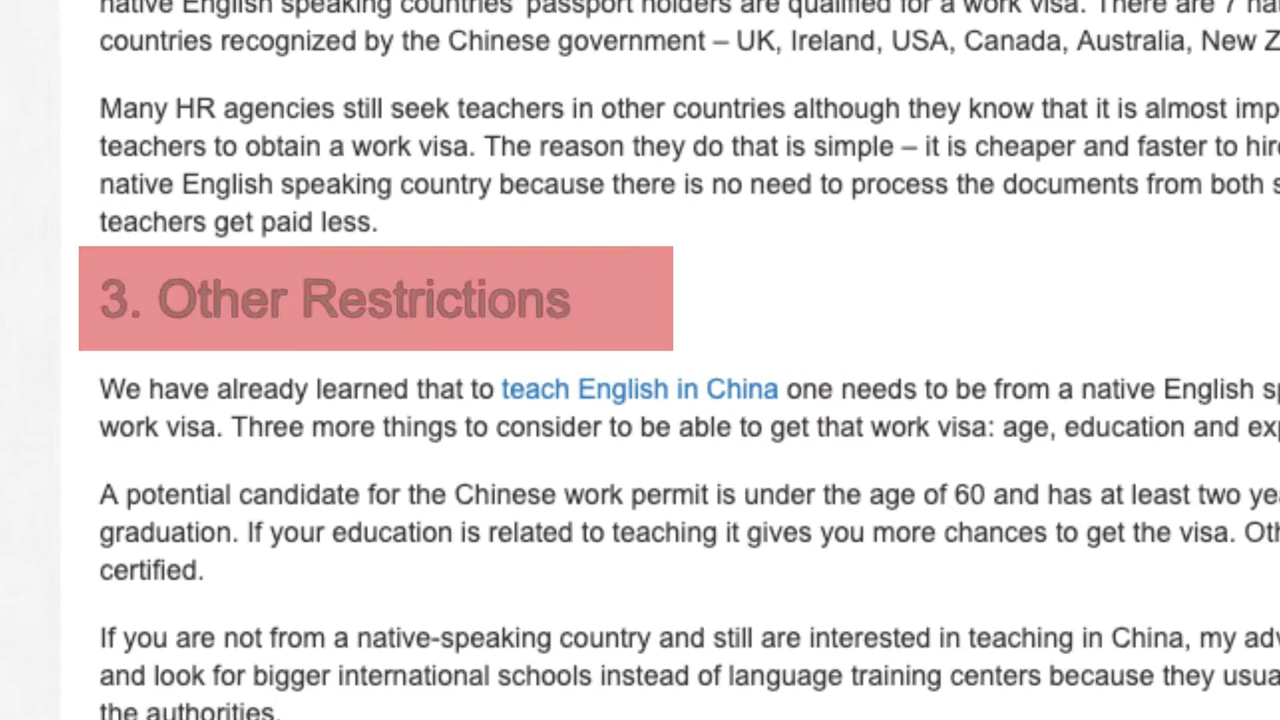 native English speaking countries' passport holders are qualified for a work visa. There are 7
countries recognized by the Chinese government – UK, Ireland, USA, Canada, Australia, New
Many HR agencies still seek teachers in other countries although they know that it is almost
teachers to obtain a work visa. The reason they do that is simple – it is cheaper and faster to
native English speaking country because there is no need to process the documents from both
teachers get paid less.
3. Other Restrictions
We have already learned that to teach English in China one needs to be from a native English
work visa. Three more things to consider to be able to get that work visa: age, education and
A potential candidate for the Chinese work permit is under the age of 60 and has at least two
graduation. If your education is related to teaching it gives you more chances to get the visa.
certified.
If you are not from a native-speaking country and still are interested in teaching in China, my
and look for bigger international schools instead of language training centers because they
the authorities.